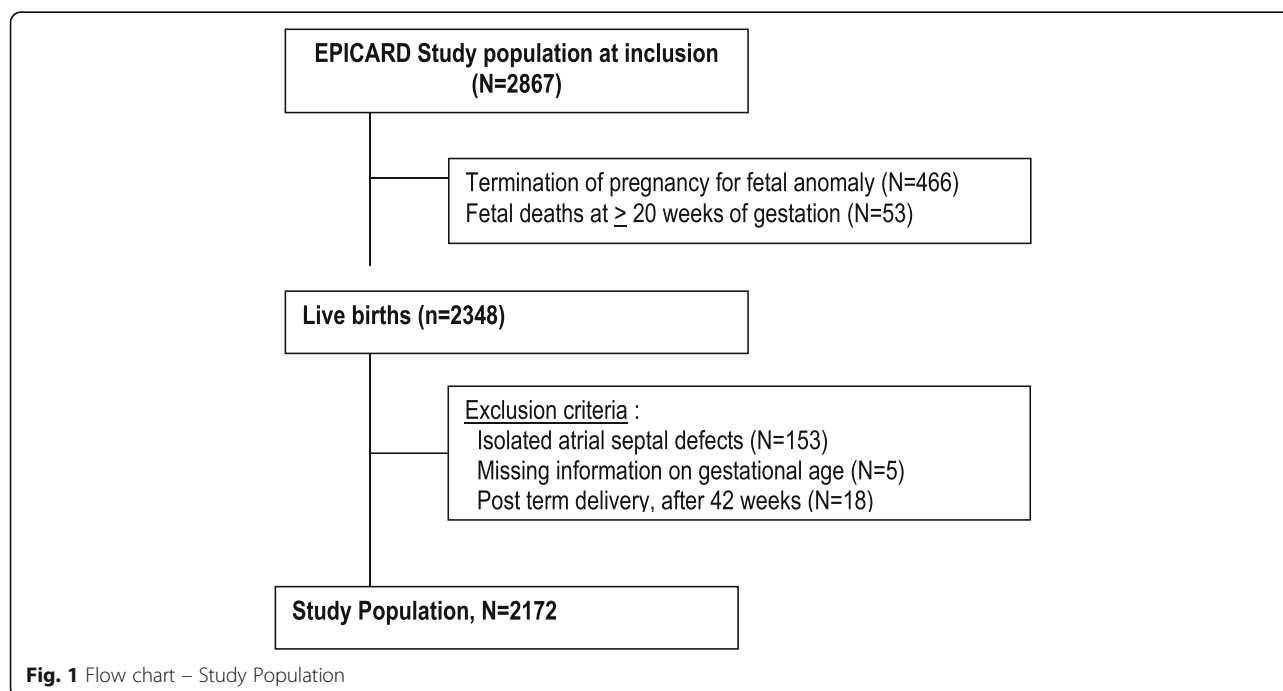 EPICARD Study population at inclusion
(N=2867)
Termination of pregnancy for fetal anomaly (N=466)
Fetal deaths at ≥ 20 weeks of gestation (N=53)
Live births (n=2348)
Exclusion criteria :
Isolated atrial septal defects (N=153)
Missing information on gestational age (N=5)
Post term delivery, after 42 weeks (N=18)
Study Population, N=2172
Fig. 1 Flow chart – Study Population